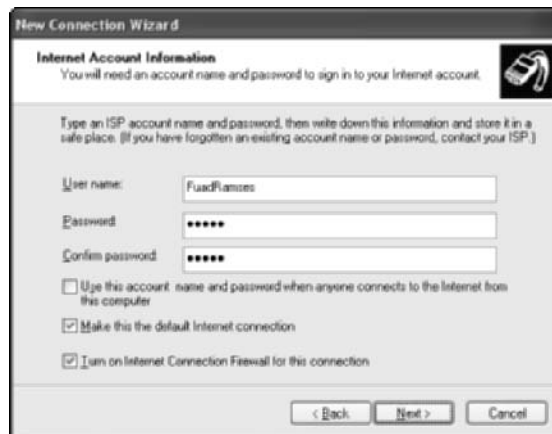 New Connection Wizard
Internet Account Information
You will need an account name and password to sign in to your Internet account.
Type an ISP account name and password, then write down this information and store it in a
safe place. (If you have forgotten an existing account name or password, contact your ISP.)
User name: FuadRamses
Password: •••••
Confirm password: •••••
Use this account name and password when anyone connects to the Internet from
this computer
Make this the default Internet connection
Turn on Internet Connection Firewall for this connection
< Back Next > Cancel